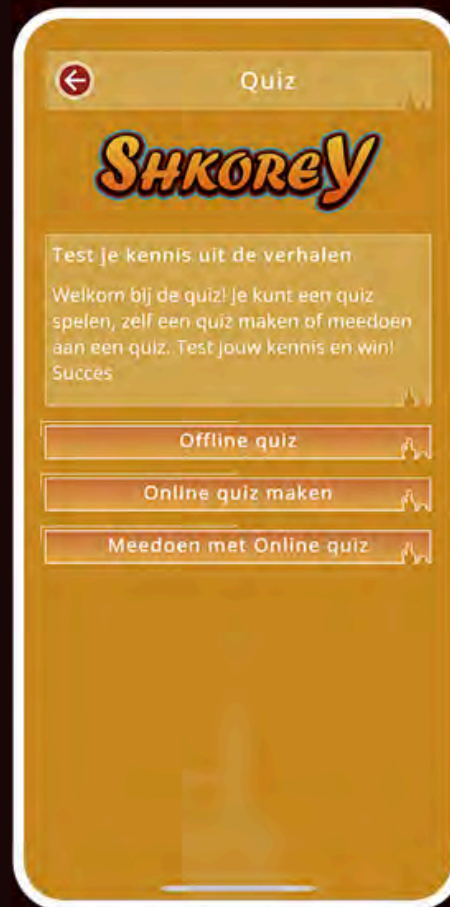 Quiz
SHKOREY
Test je kennis uit de verhalen
Welkom bij de quiz! Je kunt een quiz
spelen, zelf een quiz maken of meedoen
aan een quiz. Test jouw kennis en win!
Succes
Offline quiz
Online quiz maken
Meedoen met Online quiz